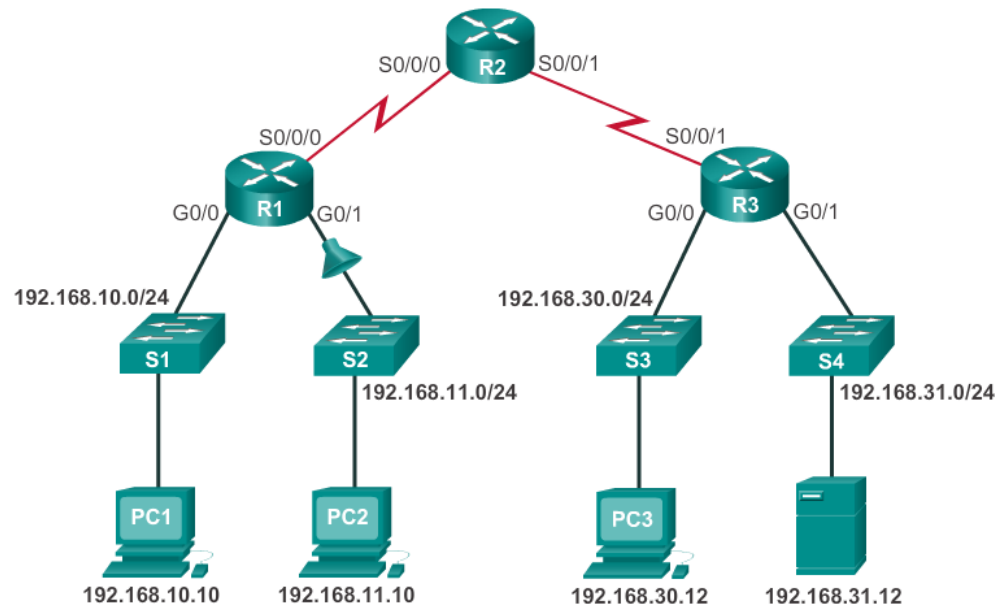 R2
S0/0/0
S0/0/1
S0/0/0
S0/0/1
R1
R3
G0/0
G0/1
G0/0
G0/1
192.168.10.0/24
192.168.30.0/24
S1
S2
S3
S4
192.168.11.0/24
192.168.31.0/24
PC1
PC2
PC3
192.168.10.10
192.168.11.10
192.168.30.12
192.168.31.12